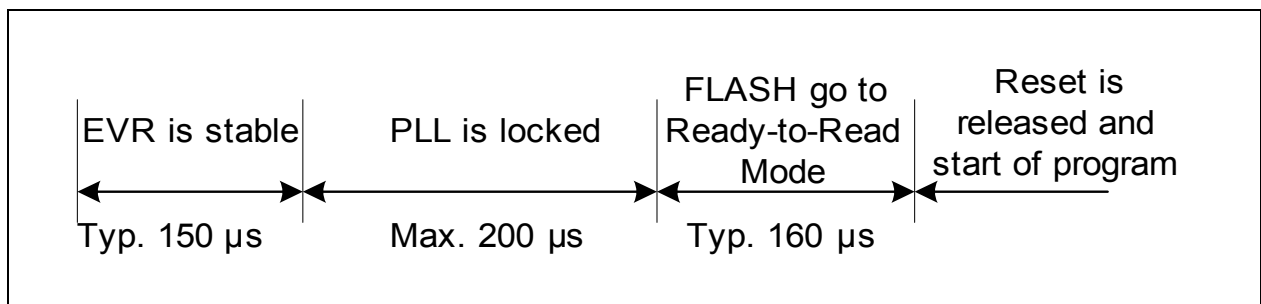 EVR is stable
PLL is locked
FLASH go to
Ready-to-Read
Mode
Reset is
released and
start of program
Typ. 150 µs
Max. 200 µs
Typ. 160 µs